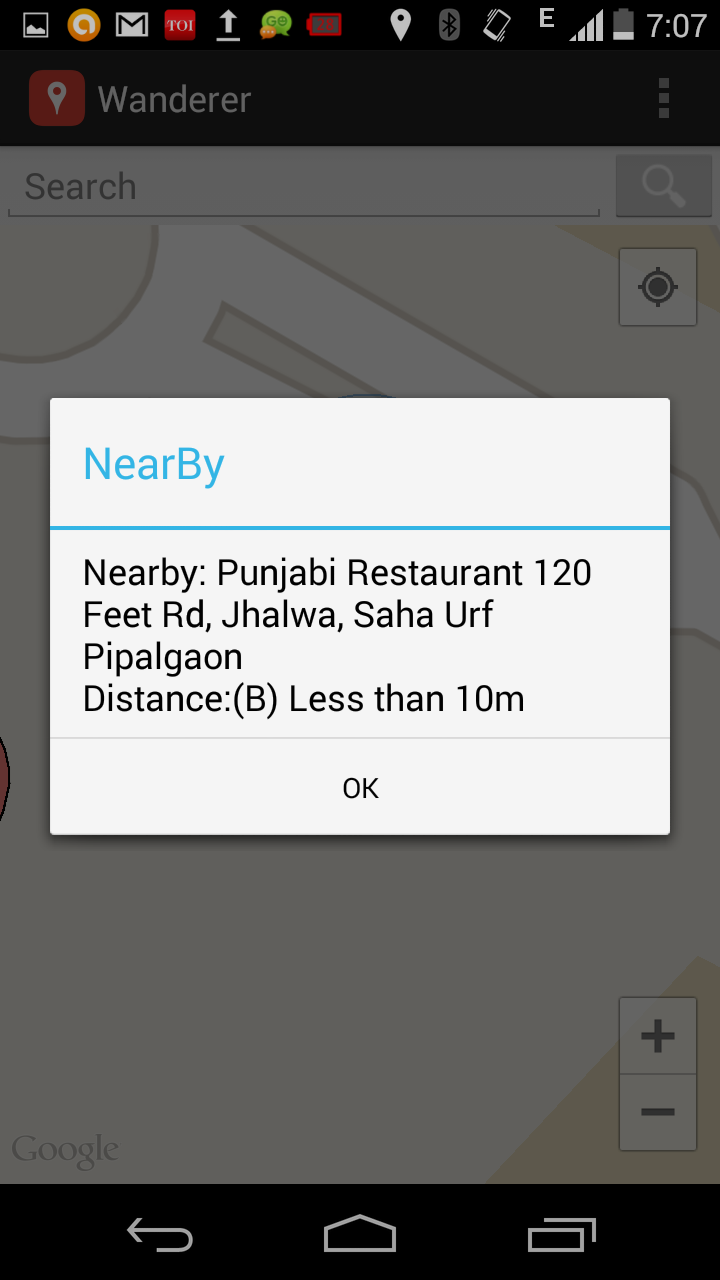 TOI
E
7:07
Wanderer
Search
NearBy
Nearby: Punjabi Restaurant 120
Feet Rd, Jhalwa, Saha Urf
Pipalgaon
Distance:(B) Less than 10m
OK
Google